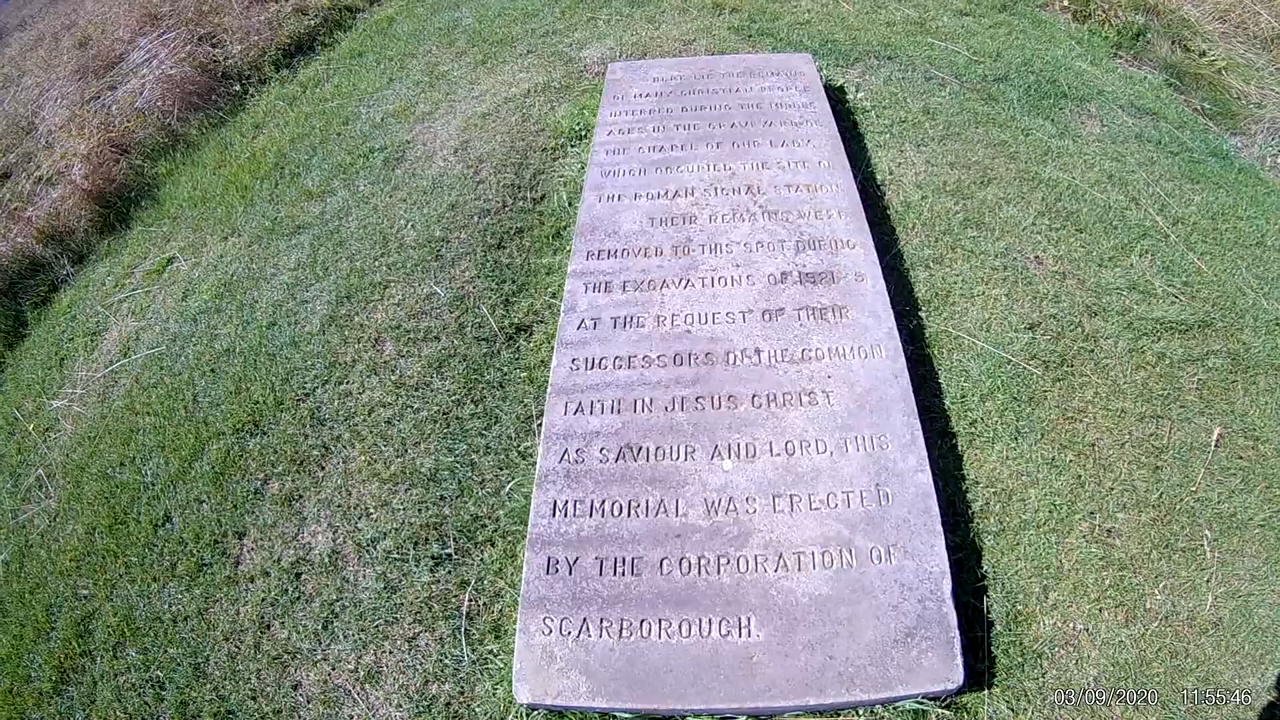 HERE LIE THE REMAINS
OF MANY CHRISTIAN PEOPLE
INTERRED DURING THE MIDDLE
AGES IN THE GRAVEYARD OF
THE CHAPEL OF OUR LADY,
WHICH OCCUPIED THE SITE OF
THE ROMAN SIGNAL STATION
THEIR REMAINS WERE
REMOVED TO THIS SPOT DURING
THE EXCAVATIONS OF 1921-5,
AT THE REQUEST OF THEIR
SUCCESSORS IN THE COMMON
FAITH IN JESUS CHRIST
AS SAVIOUR AND LORD, THIS
MEMORIAL WAS ERECTED
BY THE CORPORATION OF
SCARBOROUGH.
03/09/2020 11:55:46